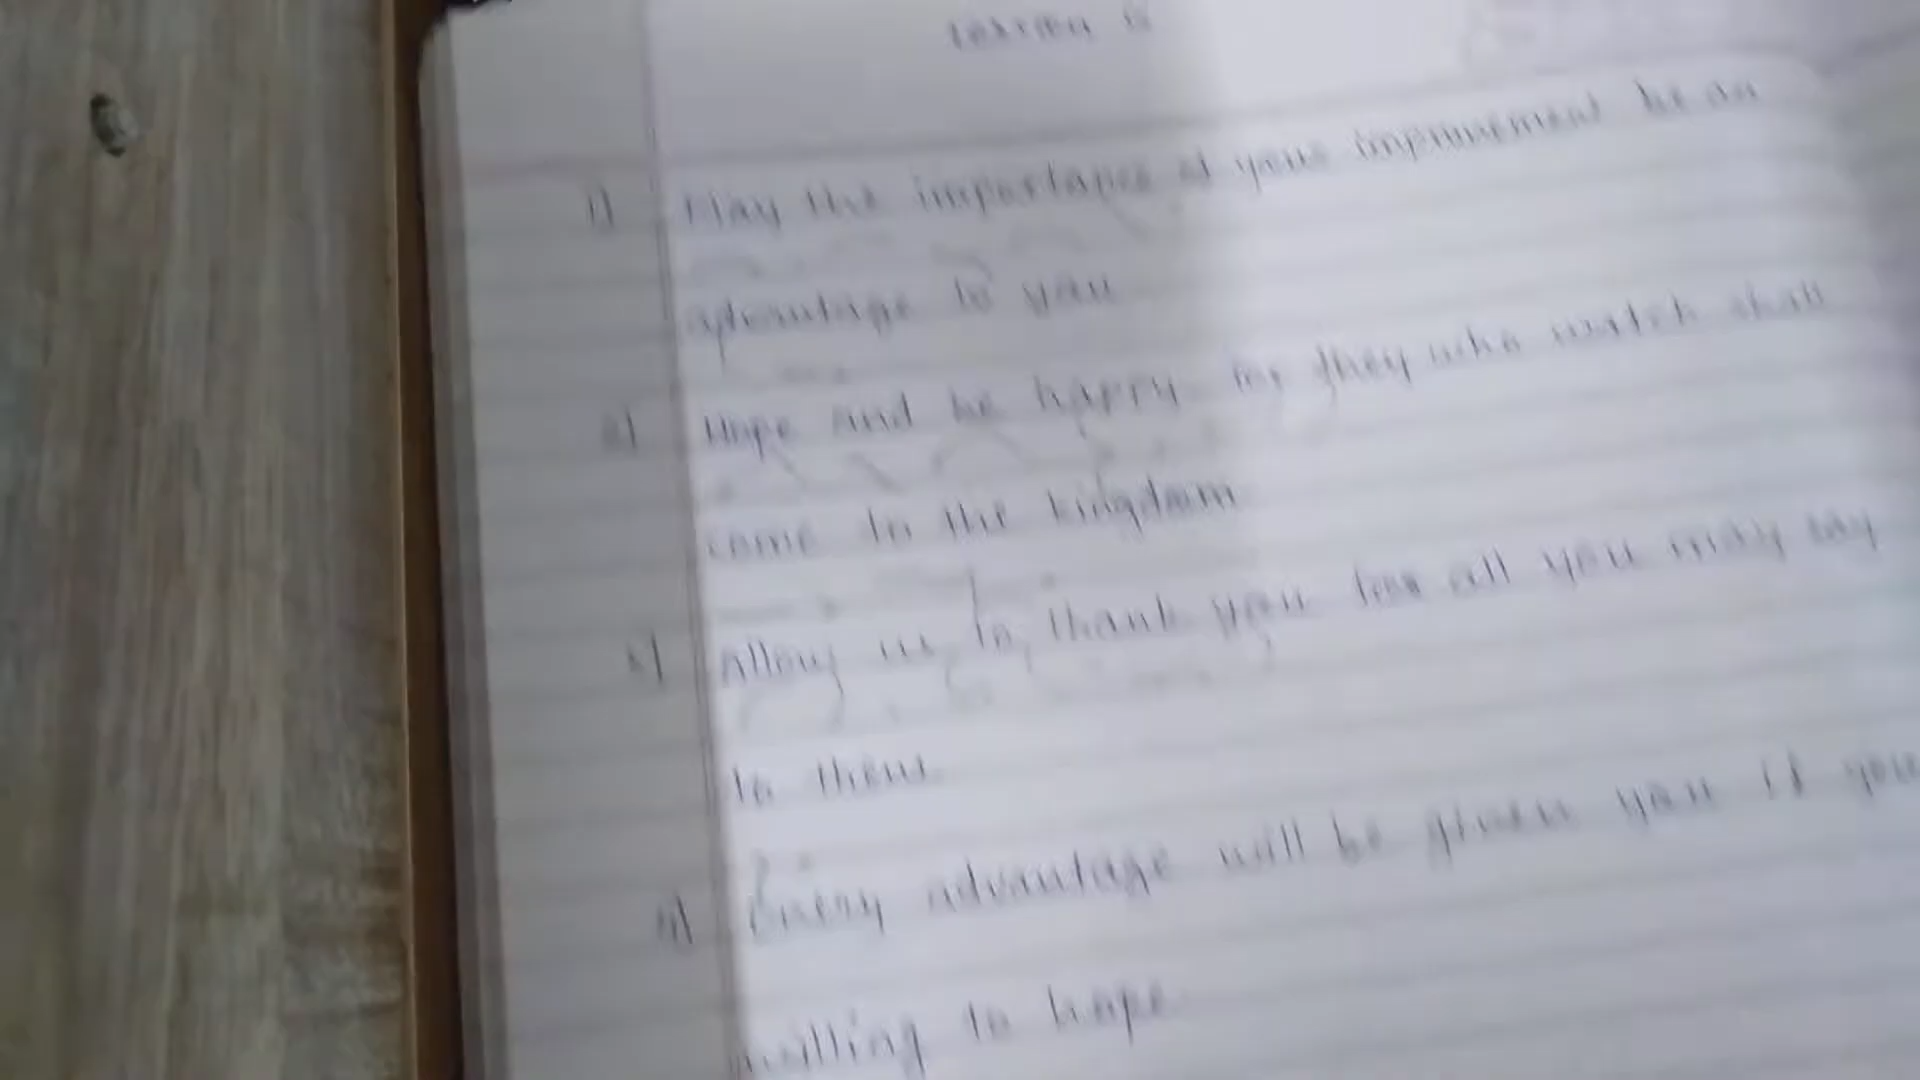 Lesson
1) May the importance of your improvement be an
advantage to you
2) Hope and be happy for they who watch shall
come to the kingdom
3) Allow us to thank you for all you may say
to them
4) Every advantage will be given you if you
willing to hope